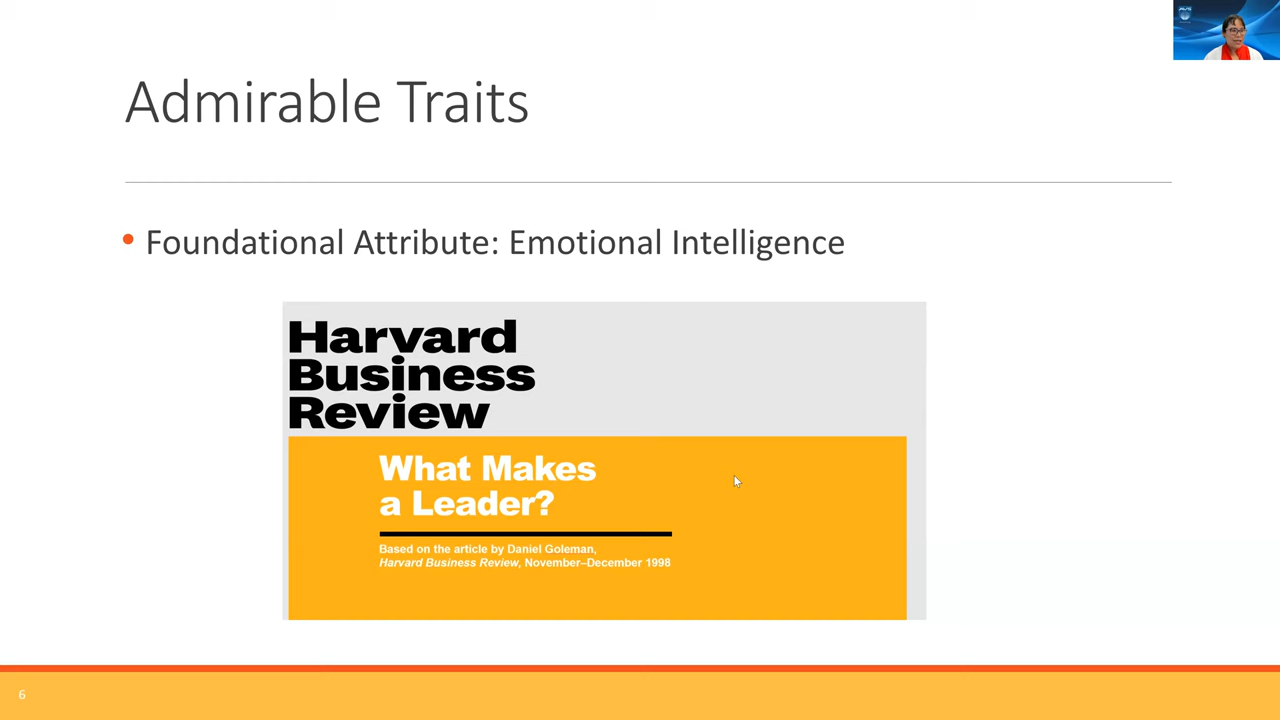 Admirable Traits
• Foundational Attribute: Emotional Intelligence
Harvard
Business
Review
What Makes
a Leader?
Based on the article by Daniel Goleman,
Harvard Business Review, November–December 1998
6